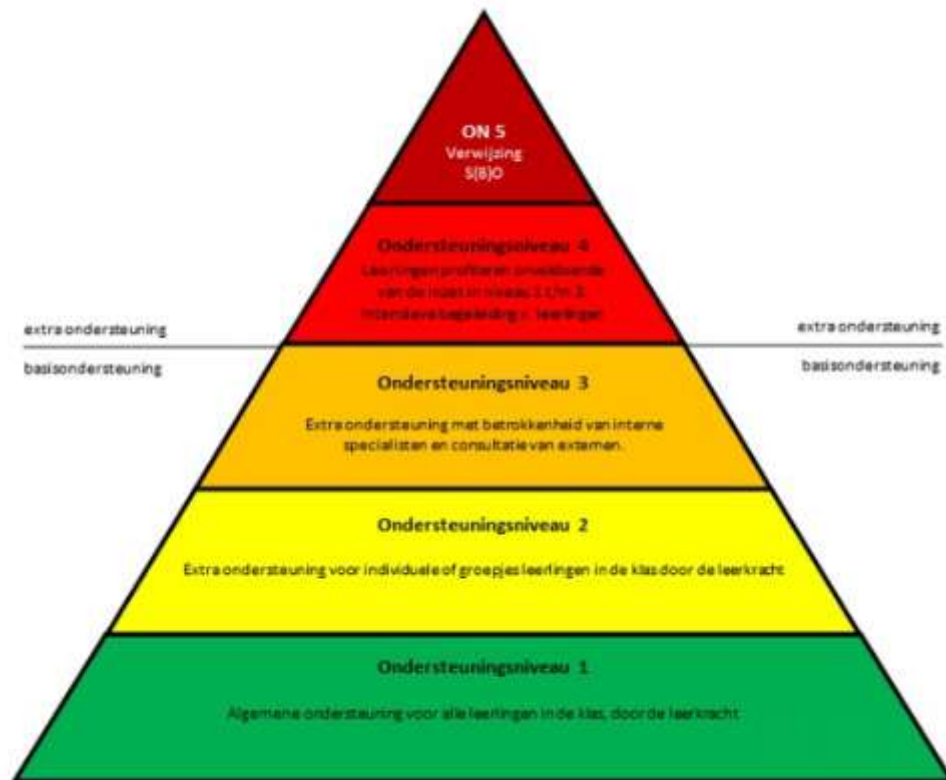 ON 5
Verwijzing
S(B)O
Ondersteuningsniveau 4
Leerlingen profiteren onvoldoende
van de inzet in niveau 1 t/m 3.
Intensieve begeleiding v. leerlingen
extra ondersteuning
extra ondersteuning
basisondersteuning
basisondersteuning
Ondersteuningsniveau 3
Extra ondersteuning met betrokkenheid van interne
specialisten en consultatie van externen.
Ondersteuningsniveau 2
Extra ondersteuning voor individuele of groepjes leerlingen in de klas door de leerkracht
Ondersteuningsniveau 1
Algemene ondersteuning voor alle leerlingen in de klas, door de leerkracht